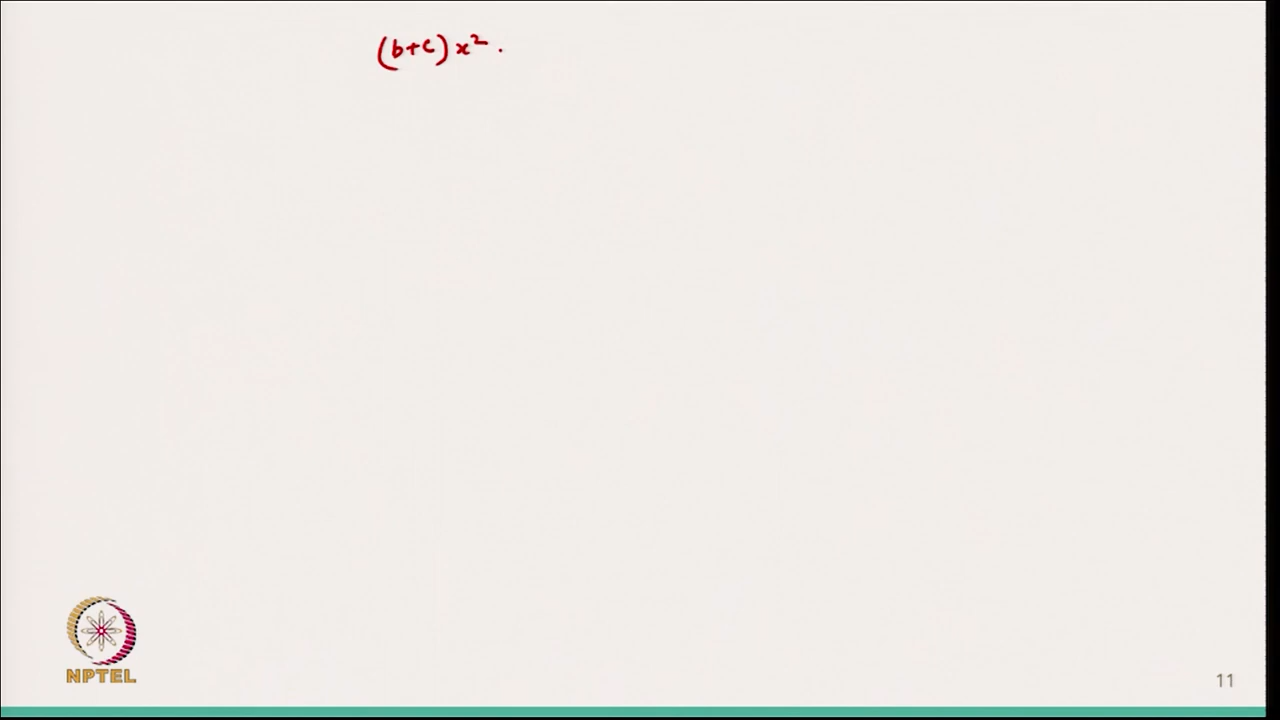 (b+c) x² .
NPTEL
11